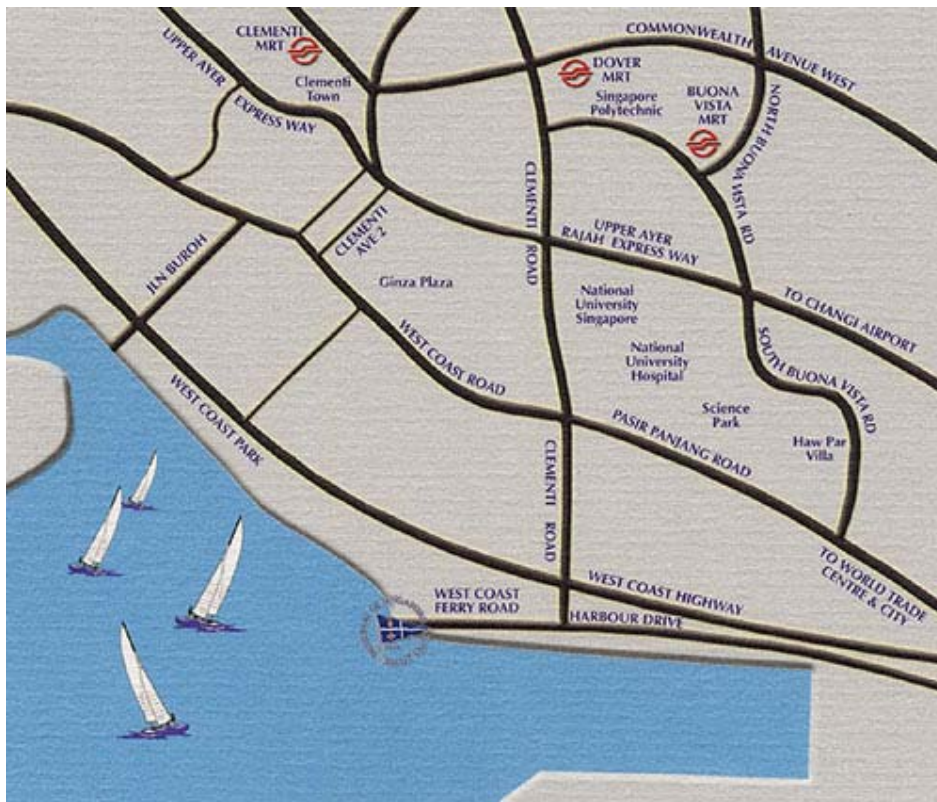 CLEMENTI
MRT
UPPER AYER
EXPRESS WAY
Clementi
Town
COMMONWEALTH
AVENUE WEST
DOVER
MRT
Singapore
Polytechnic
BUONA
VISTA
MRT
NORTH BUONA VISTA RD
CLEMENTI ROAD
UPPER AYER
RAJAH EXPRESS WAY
TO CHANGI AIRPORT
JLN BUROH
CLEMENTI
AVE 2
Ginza Plaza
National
University
Singapore
National
University
Hospital
WEST COAST ROAD
SOUTH BUONA VISTA RD
Science
Park
Haw Par
Villa
WEST COAST PARK
PASIR PANJANG ROAD
CLEMENTI ROAD
TO WORLD TRADE
CENTRE & CITY
WEST COAST
FERRY ROAD
WEST COAST HIGHWAY
HARBOUR DRIVE